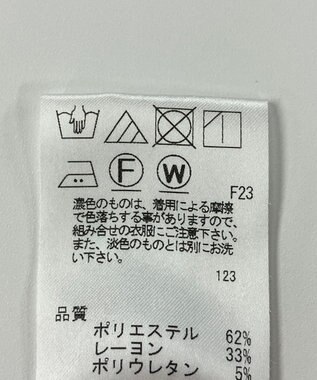 F W F23
濃色のものは、着用による摩擦
で色落ちする事がありますので、
組み合せの衣服にご注意下さい。
また、淡色のものとは別にお洗
い下さい。
123
品質
ポリエステル 62%
レーヨン 33%
ポリウレタン 5%